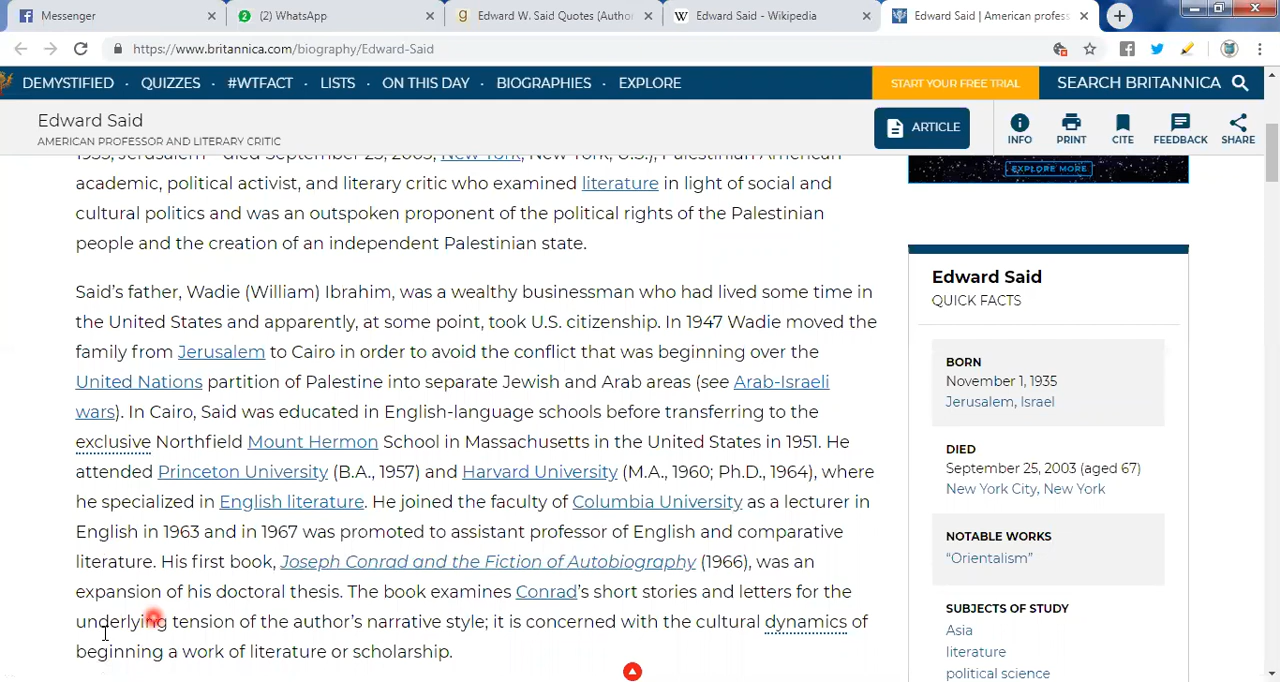 Messenger
(2) WhatsApp
Edward W. Said Quotes (Author
Edward Said - Wikipedia
Edward Said | American profess
https://www.britannica.com/biography/Edward-Said
DEMYSTIFIED · QUIZZES · #WTFACT · LISTS · ON THIS DAY · BIOGRAPHIES · EXPLORE
START YOUR FREE TRIAL
SEARCH BRITANNICA
Edward Said
AMERICAN PROFESSOR AND LITERARY CRITIC
ARTICLE
INFO
PRINT
CITE
FEEDBACK
SHARE
1935, Jerusalem—died September 25, 2003, New York, New York, U.S.), Palestinian American
academic, political activist, and literary critic who examined literature in light of social and
cultural politics and was an outspoken proponent of the political rights of the Palestinian
people and the creation of an independent Palestinian state.
Said's father, Wadie (William) Ibrahim, was a wealthy businessman who had lived some time in
the United States and apparently, at some point, took U.S. citizenship. In 1947 Wadie moved the
family from Jerusalem to Cairo in order to avoid the conflict that was beginning over the
United Nations partition of Palestine into separate Jewish and Arab areas (see Arab-Israeli
wars). In Cairo, Said was educated in English-language schools before transferring to the
exclusive Northfield Mount Hermon School in Massachusetts in the United States in 1951. He
attended Princeton University (B.A., 1957) and Harvard University (M.A., 1960; Ph.D., 1964), where
he specialized in English literature. He joined the faculty of Columbia University as a lecturer in
English in 1963 and in 1967 was promoted to assistant professor of English and comparative
literature. His first book, Joseph Conrad and the Fiction of Autobiography (1966), was an
expansion of his doctoral thesis. The book examines Conrad's short stories and letters for the
underlying tension of the author's narrative style; it is concerned with the cultural dynamics of
beginning a work of literature or scholarship.
EXPLORE MORE
Edward Said
QUICK FACTS
BORN
November 1, 1935
Jerusalem, Israel
DIED
September 25, 2003 (aged 67)
New York City, New York
NOTABLE WORKS
“Orientalism”
SUBJECTS OF STUDY
Asia
literature
political science